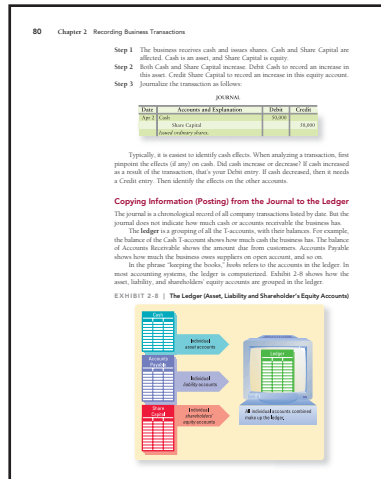 80 Chapter 2 Recording Business Transactions
Step 1 The business receives cash and issues shares. Cash and Share Capital are
affected. Cash is an asset, and Share Capital is equity.
Step 2 Both Cash and Share Capital increase. Debit Cash to record an increase in
this asset. Credit Share Capital to record an increase in this equity account.
Step 3 Journalize the transaction as follows:
JOURNAL
Date Accounts and Explanation Debit Credit
Apr 2 Cash 30,000
Share Capital 30,000
Issued ordinary shares.
Typically, it is easiest to identify cash effects. When analyzing a transaction, first
pinpoint the effects (if any) on cash. Did cash increase or decrease? If cash increased
as a result of the transaction, that's your Debit entry. If cash decreased, then it needs
a Credit entry. Then identify the effects on the other accounts.
Copying Information (Posting) from the Journal to the Ledger
The journal is a chronological record of all company transactions listed by date. But the
journal does not indicate how much cash or accounts receivable the business has.
The ledger is a grouping of all the T-accounts, with their balances. For example,
the balance of the Cash T-account shows how much cash the business has. The balance
of Accounts Receivable shows the amount due from customers. Accounts Payable
shows how much the business owes suppliers on open account, and so on.
In the phrase "keeping the books," books refers to the accounts in the ledger. In
most accounting systems, the ledger is computerized. Exhibit 2-8 shows how the
asset, liability, and shareholders' equity accounts are grouped in the ledger.
EXHIBIT 2-8 | The Ledger (Asset, Liability and Shareholder's Equity Accounts)
Cash
Individual
asset accounts
Accounts
Payable
Individual
liability accounts
Share
Capital
Individual
shareholders'
equity accounts
Ledger
All individual accounts combined
make up the ledger.